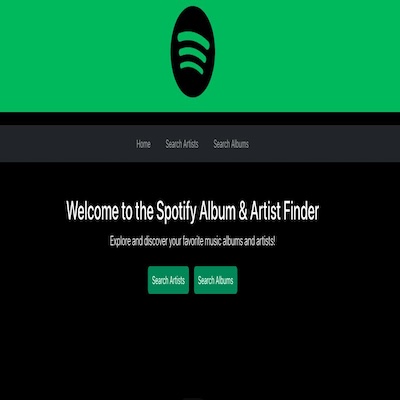 Home Search Artists Search Albums
Welcome to the Spotify Album & Artist Finder
Explore and discover your favorite music albums and artists!
Search Artists Search Albums